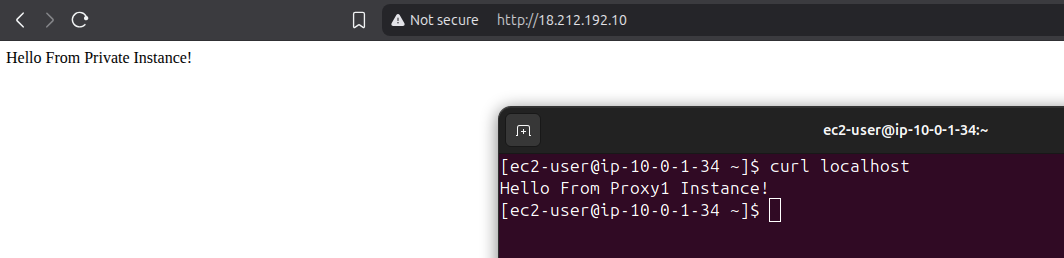 Not secure http://18.212.192.10
Hello From Private Instance!
ec2-user@ip-10-0-1-34:~
[ec2-user@ip-10-0-1-34 ~]$ curl localhost
Hello From Proxy1 Instance!
[ec2-user@ip-10-0-1-34 ~]$